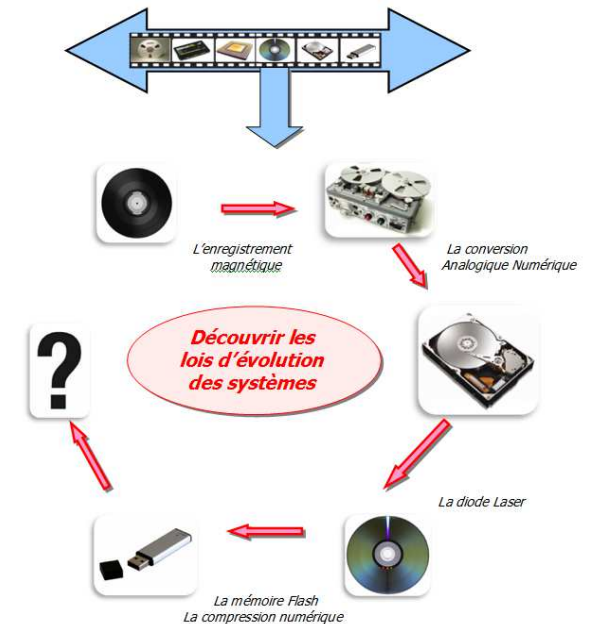 L'enregistrement
magnétique
La conversion
Analogique Numérique
Découvrir les
lois d'évolution
des systèmes
?
La diode Laser
La mémoire Flash
La compression numérique